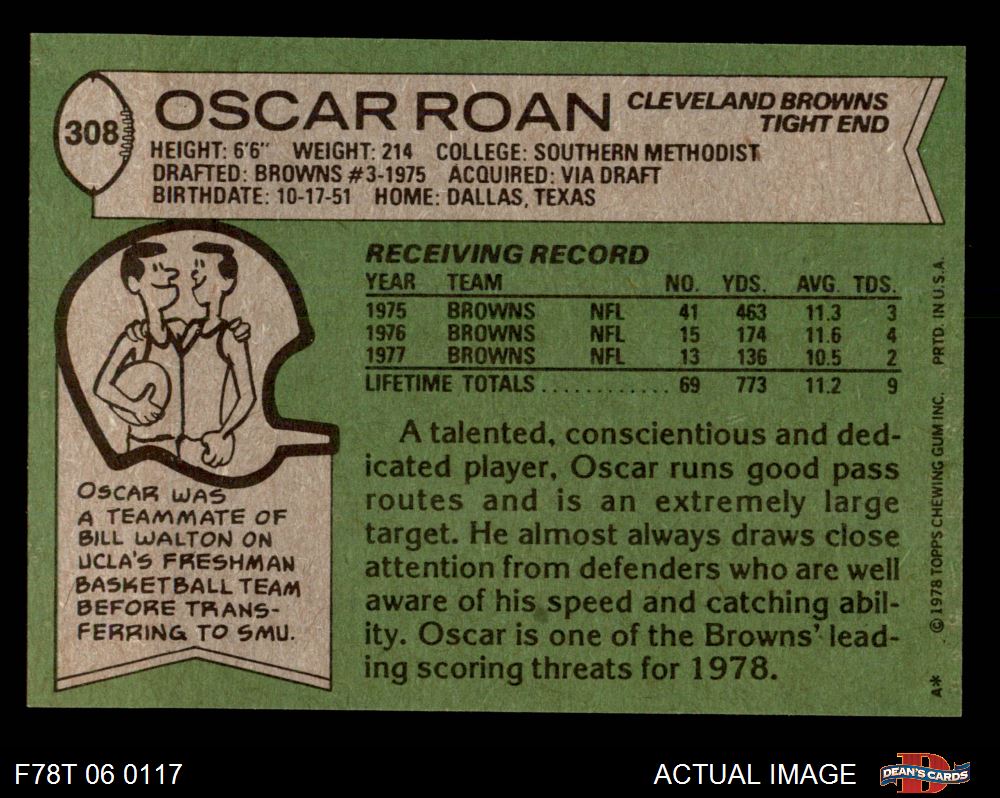 308
OSCAR ROAN
CLEVELAND BROWNS
TIGHT END
HEIGHT: 6'6" WEIGHT: 214 COLLEGE: SOUTHERN METHODIST
DRAFTED: BROWNS #3-1975 ACQUIRED: VIA DRAFT
BIRTHDATE: 10-17-51 HOME: DALLAS, TEXAS
RECEIVING RECORD
YEAR TEAM NO. YDS. AVG. TDS.
1975 BROWNS NFL 41 463 11.3 3
1976 BROWNS NFL 15 174 11.6 4
1977 BROWNS NFL 13 136 10.5 2
LIFETIME TOTALS............ 69 773 11.2 9
OSCAR WAS
A TEAMMATE OF
BILL WALTON ON
UCLA'S FRESHMAN
BASKETBALL TEAM
BEFORE TRANS-
FERRING TO SMU.
A talented, conscientious and ded-
icated player, Oscar runs good pass
routes and is an extremely large
target. He almost always draws close
attention from defenders who are well
aware of his speed and catching abil-
ity. Oscar is one of the Browns' lead-
ing scoring threats for 1978.
A* ©1978 TOPPS CHEWING GUM INC. PRTD. IN U.S.A.
F78T 06 0117
ACTUAL IMAGE
D
DEAN'S CARDS